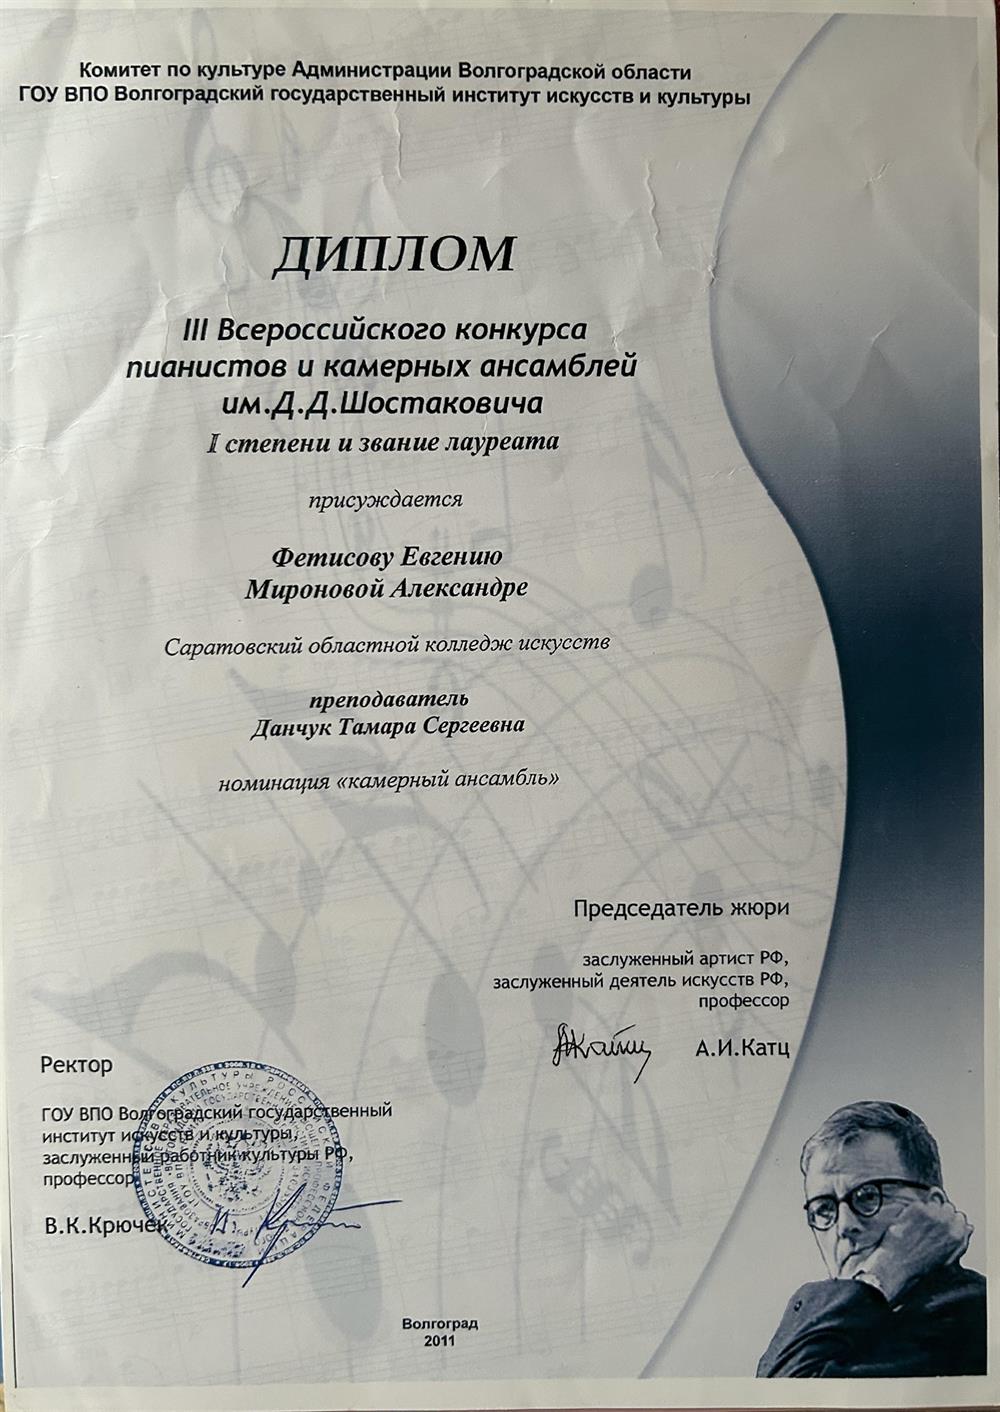 Комитет по культуре Администрации Волгоградской области
ГОУ ВПО Волгоградский государственный институт искусств и культуры
ДИПЛОМ
III Всероссийского конкурса
пианистов и камерных ансамблей
им.Д.Д.Шостаковича
I степени и звание лауреата
присуждается
Фетисову Евгению
Мироновой Александре
Саратовский областной колледж искусств
преподаватель
Данчук Тамара Сергеевна
номинация «камерный ансамбль»
Председатель жюри
заслуженный артист РФ,
заслуженный деятель искусств РФ,
профессор
А.И.Катц
Ректор
ГОУ ВПО Волгоградский государственный
институт искусств и культуры,
заслуженный работник культуры РФ,
профессор
В.К.Крючек
Волгоград
2011